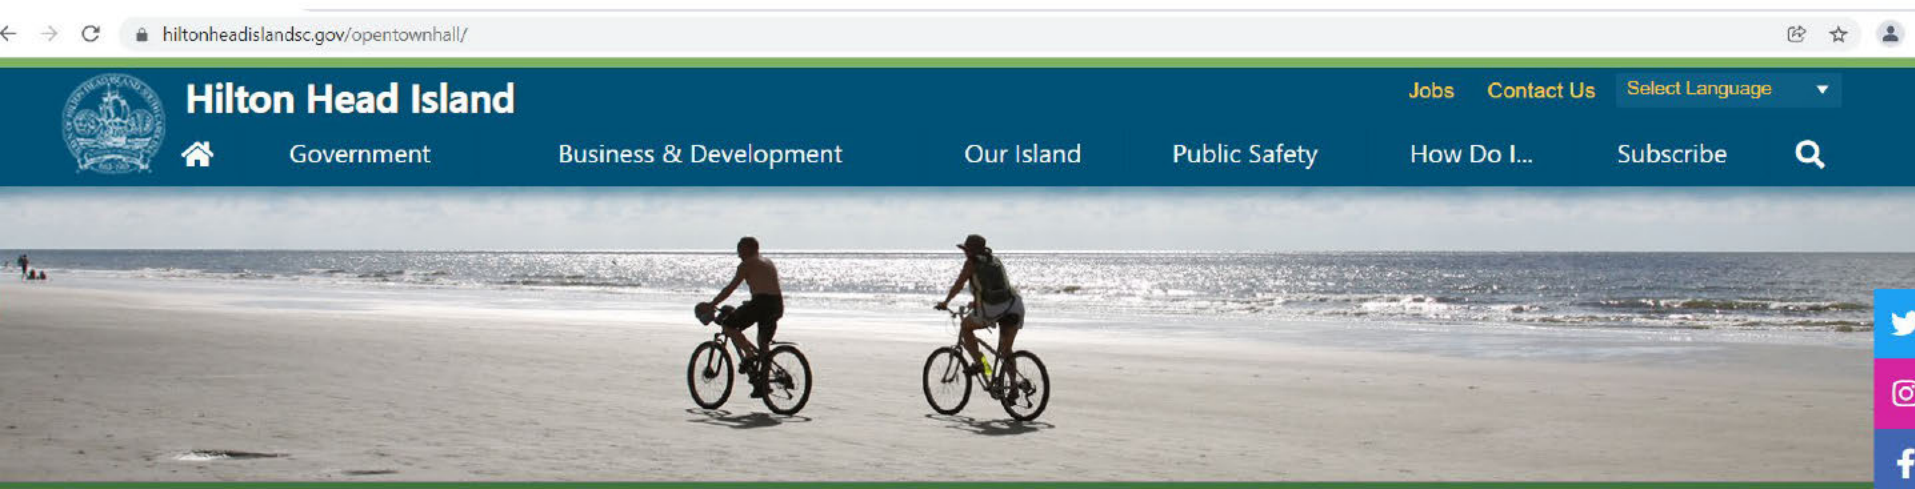 hiltonheadislandsc.gov/opentownhall/
Hilton Head Island
Jobs Contact Us Select Language
Government Business & Development Our Island Public Safety How Do I... Subscribe